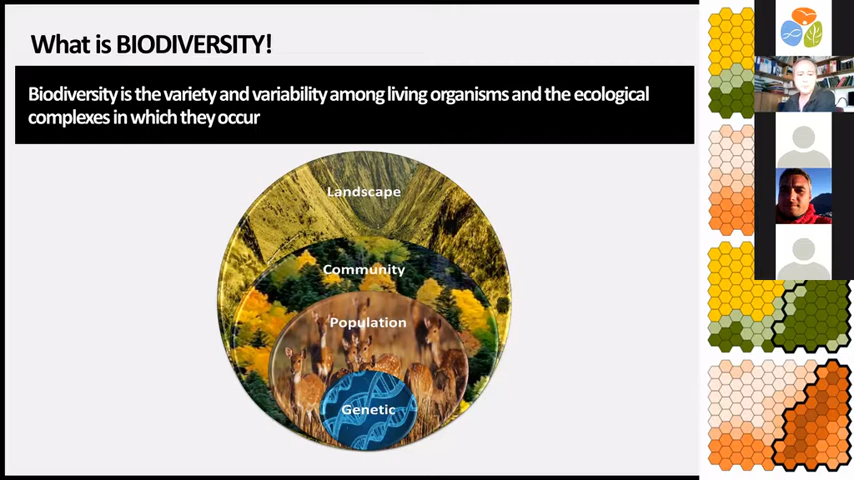 What is BIODIVERSITY!
Biodiversity is the variety and variability among living organisms and the ecological
complexes in which they occur
Landscape
Community
Population
Genetic